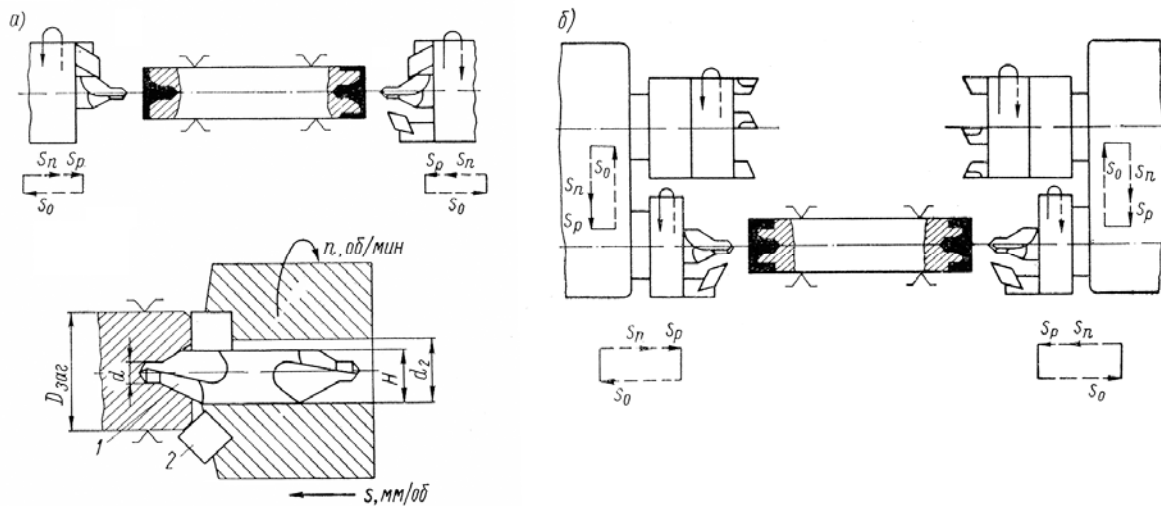 а)
Sп Sр
Sо
Sр Sп
Sо
n, об/мин
Dзаг
d
H
d₂
1
2
s, мм/об
б)
Sп
Sо
Sр
Sо
Sп
Sр
Sп Sр
Sо
Sр Sп
Sо